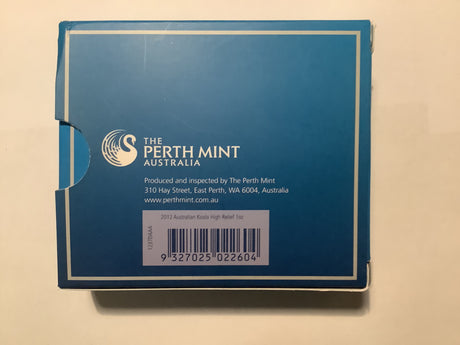 THE
PERTH MINT
AUSTRALIA
Produced and inspected by The Perth Mint
310 Hay Street, East Perth, WA 6004, Australia
www.perthmint.com.au
2012 Australian Koala High Relief 1oz
9 327025 022604